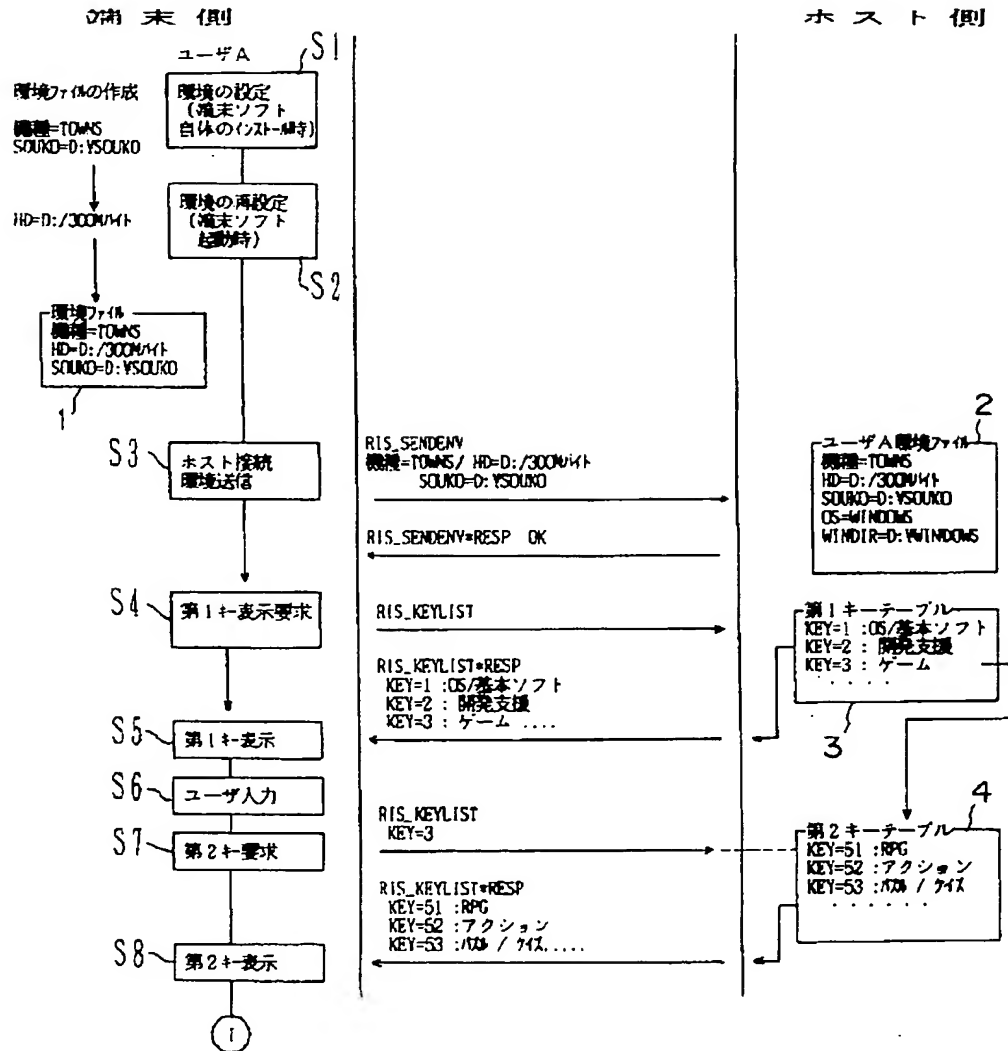 端末側
ホスト側
ユーザA
S1
環境ファイルの作成
機種=TOWNS
SOUKO=D:¥SOUKO
HD=D:/300Mバイト
環境の設定
(端末ソフト
自体のインストール時)
環境の再設定
(端末ソフト
起動時)
S2
環境ファイル
機種=TOWNS
HD=D:/300Mバイト
SOUKO=D:¥SOUKO
1
S3
ホスト接続
環境送信
RIS_SENDENV
機種=TOWNS/ HD=D:/300Mバイト
SOUKO=D:¥SOUKO
RIS_SENDENV*RESP OK
2
ユーザA環境ファイル
機種=TOWNS
HD=D:/300Mバイト
SOUKO=D:¥SOUKO
OS=WINDOWS
WINDIR=D:¥WINDOWS
S4
第1キー表示要求
RIS_KEYLIST
第1キーテーブル
KEY=1 :OS/基本ソフト
KEY=2 : 開発支援
KEY=3 : ゲーム
・・・・・
3
RIS_KEYLIST*RESP
KEY=1 :OS/基本ソフト
KEY=2 : 開発支援
KEY=3 : ゲーム ....
S5
第1キー表示
S6
ユーザ入力
S7
第2キー要求
RIS_KEYLIST
KEY=3
4
第2キーテーブル
KEY=51 :RPG
KEY=52 :アクション
KEY=53 :パズル / クイズ
・・・・・・
RIS_KEYLIST*RESP
KEY=51 :RPG
KEY=52 :アクション
KEY=53 :パズル / クイズ.....
S8
第2キー表示